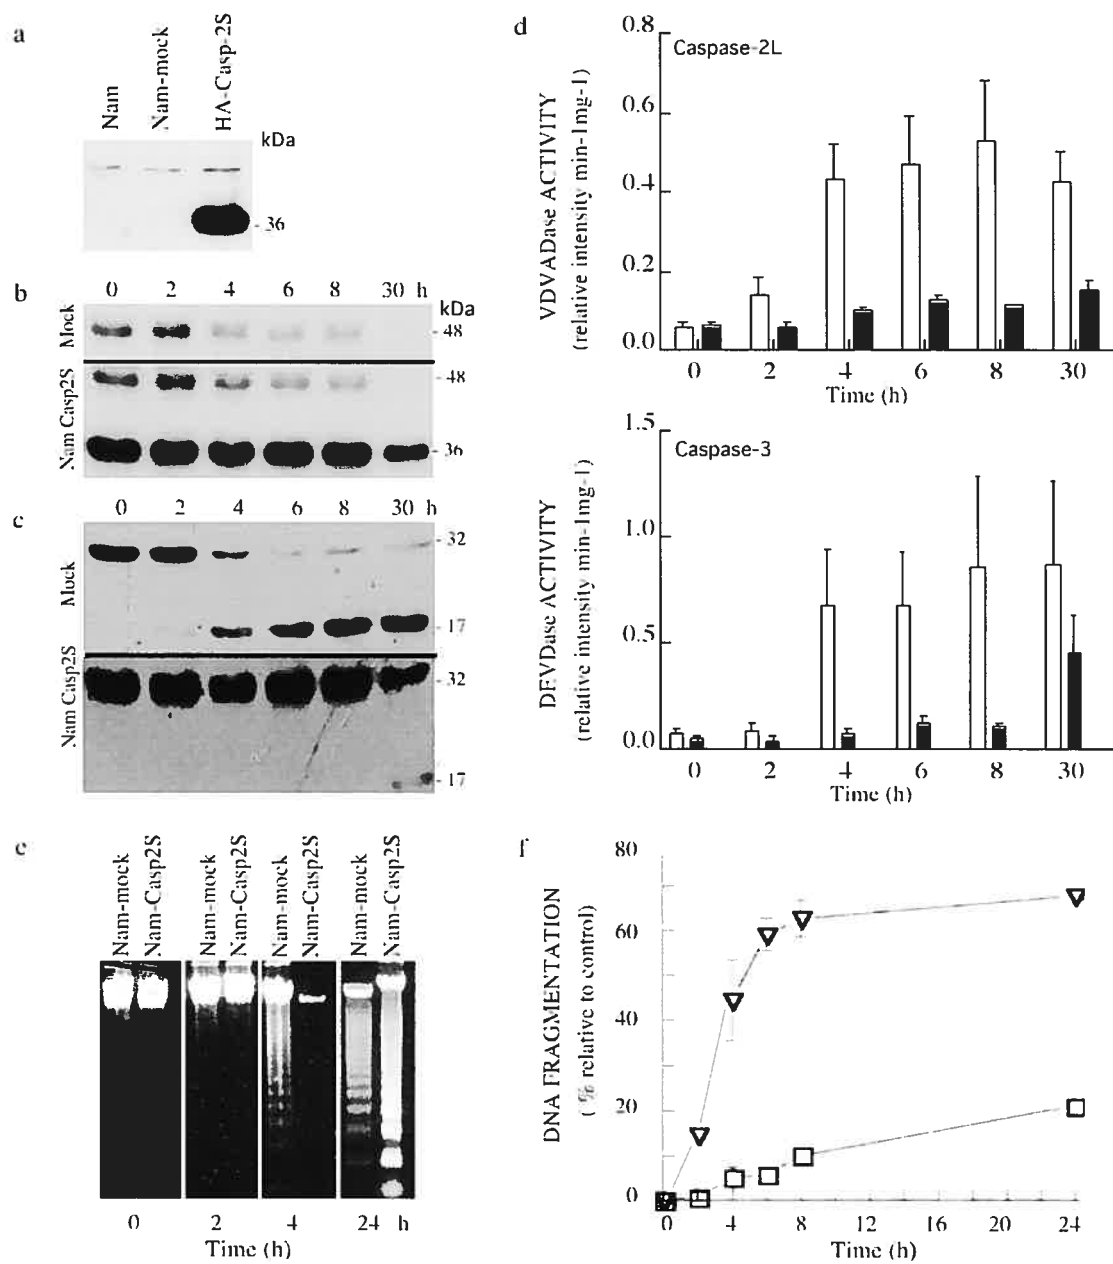 a
Nam
Nam-mock
HA-Casp-2S
kDa
- 36
b
0 2 4 6 8 30 h
kDa
Mock
- 48
Nam Casp2S
- 48
- 36
c
0 2 4 6 8 30 h
Mock
- 32
- 17
Nam Casp2S
- 32
- 17
d
Caspase-2L
VDVADase ACTIVITY
(relative intensity min-1mg-1)
0.8
0.6
0.4
0.2
0.0
0 2 4 6 8 30
Time (h)
Caspase-3
DEVDase ACTIVITY
(relative intensity min-1mg-1)
1.5
1.0
0.5
0.0
0 2 4 6 8 30
Time (h)
e
Nam-mock
Nam-Casp2S
Nam-mock
Nam-Casp2S
Nam-mock
Nam-Casp2S
Nam-mock
Nam-Casp2S
0 2 4 24 h
Time (h)
f
DNA FRAGMENTATION
( % relative to control)
80
60
40
20
0
0 4 8 12 16 20 24
Time (h)